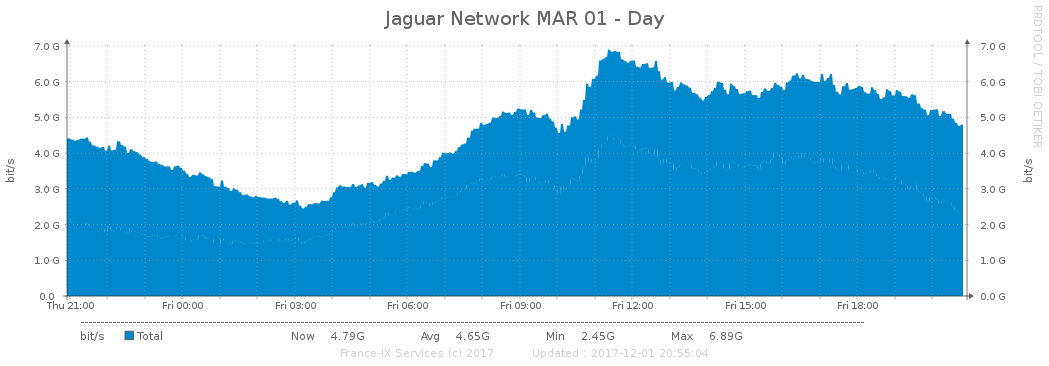 Jaguar Network MAR 01 - Day
RRDTOOL / TOBI OETIKER
bit/s
7.0 G 7.0 G
6.0 G 6.0 G
5.0 G 5.0 G
4.0 G 4.0 G
3.0 G 3.0 G
2.0 G 2.0 G
1.0 G 1.0 G
0.0 0.0 G
bit/s
Thu 21:00 Fri 00:00 Fri 03:00 Fri 06:00 Fri 09:00 Fri 12:00 Fri 15:00 Fri 18:00
bit/s Total Now 4.79G Avg 4.65G Min 2.45G Max 6.89G
France-IX Services (c) 2017 Updated : 2017-12-01 20:55:04